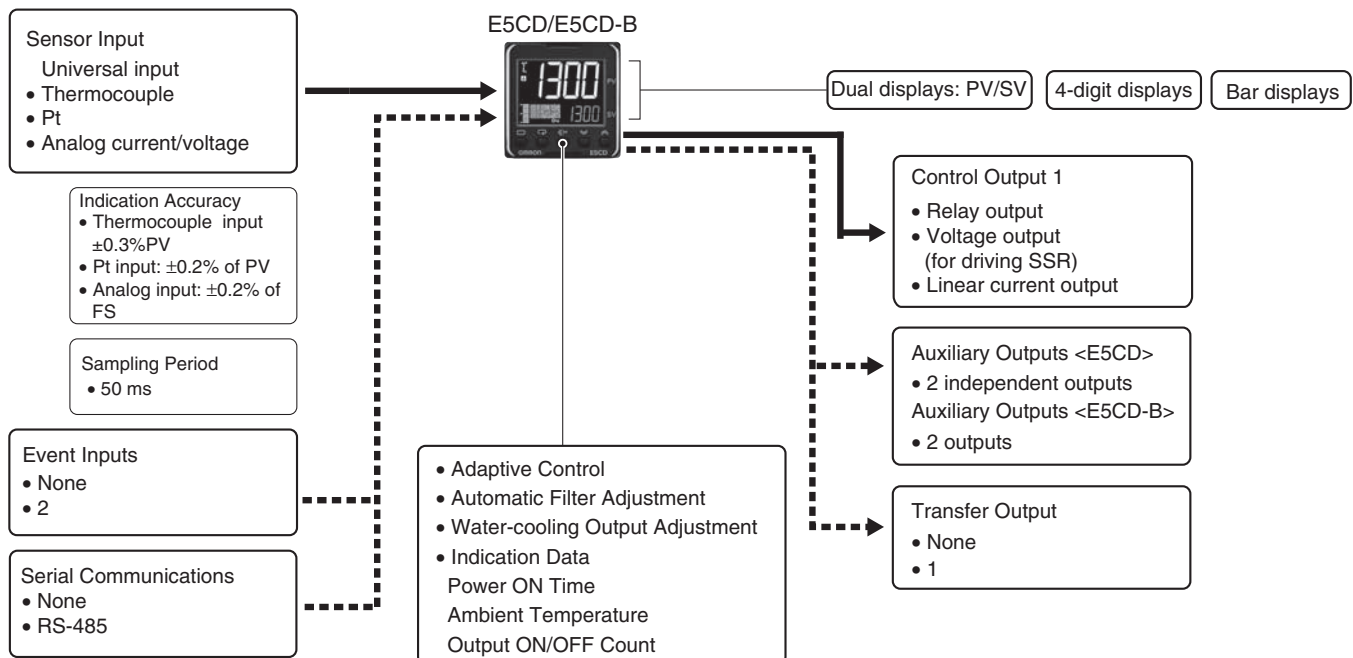 E5CD/E5CD-B
Sensor Input
Universal input
• Thermocouple
• Pt
• Analog current/voltage
Indication Accuracy
• Thermocouple input
±0.3%PV
• Pt input: ±0.2% of PV
• Analog input: ±0.2% of
FS
Sampling Period
• 50 ms
Event Inputs
• None
• 2
Serial Communications
• None
• RS-485
1300
PV
1300
SV
OMRON
E5CD
Dual displays: PV/SV
4-digit displays
Bar displays
• Adaptive Control
• Automatic Filter Adjustment
• Water-cooling Output Adjustment
• Indication Data
Power ON Time
Ambient Temperature
Output ON/OFF Count
Control Output 1
• Relay output
• Voltage output
(for driving SSR)
• Linear current output
Auxiliary Outputs <E5CD>
• 2 independent outputs
Auxiliary Outputs <E5CD-B>
• 2 outputs
Transfer Output
• None
• 1